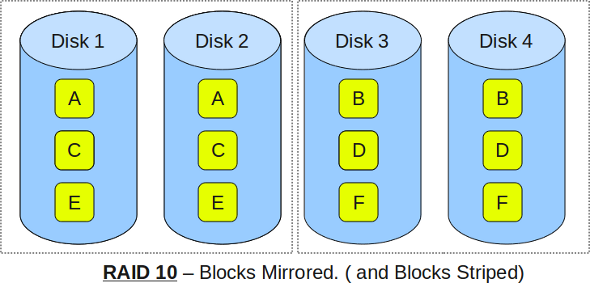 Disk 1 Disk 2 Disk 3 Disk 4
A A B B
C C D D
E E F F
RAID 10 – Blocks Mirrored. ( and Blocks Striped)